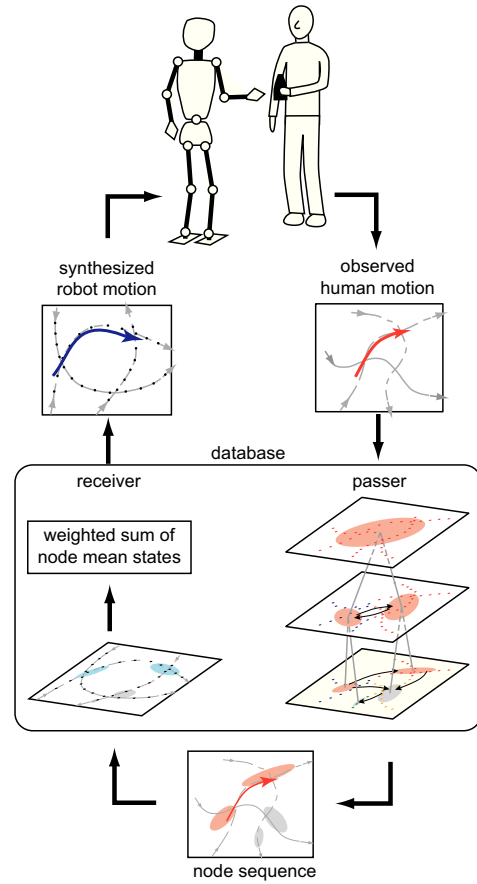 synthesized
robot motion
observed
human motion
database
receiver
passer
weighted sum of
node mean states
node sequence